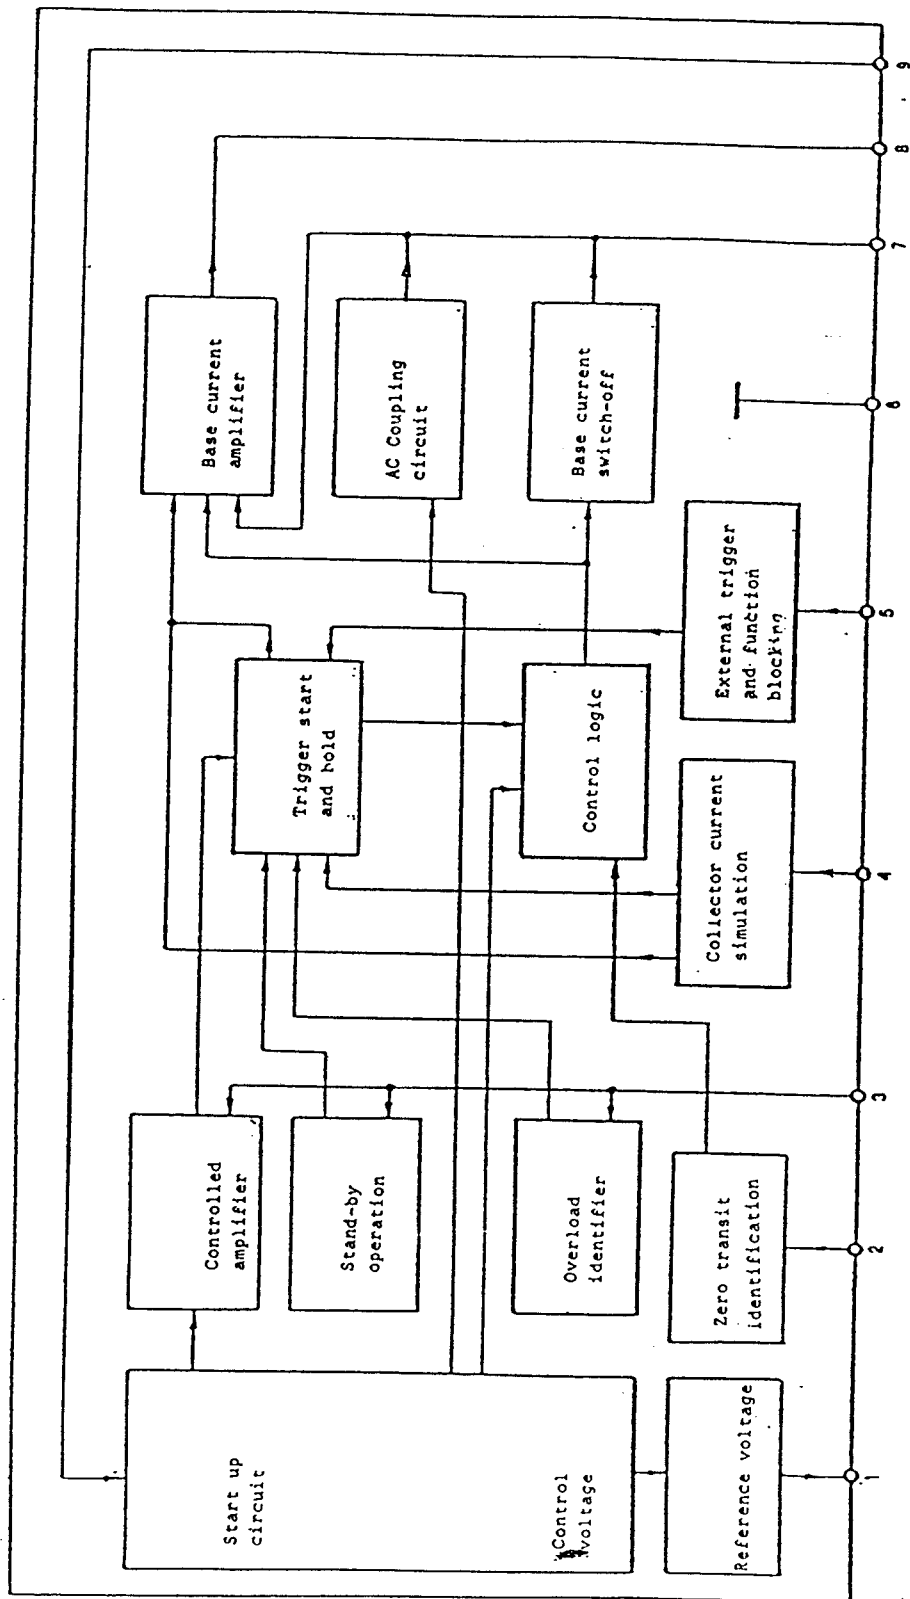 Start up
circuit
Control
voltage
Reference voltage
Controlled
amplifier
Stand-by
operation
Overload
identifier
Zero transit
identification
Trigger start
and hold
Control logic
Collector current
simulation
External trigger
and function
blocking
Base current
amplifier
AC Coupling
circuit
Base current
switch-off
1
2
3
4
5
6
7
8
9